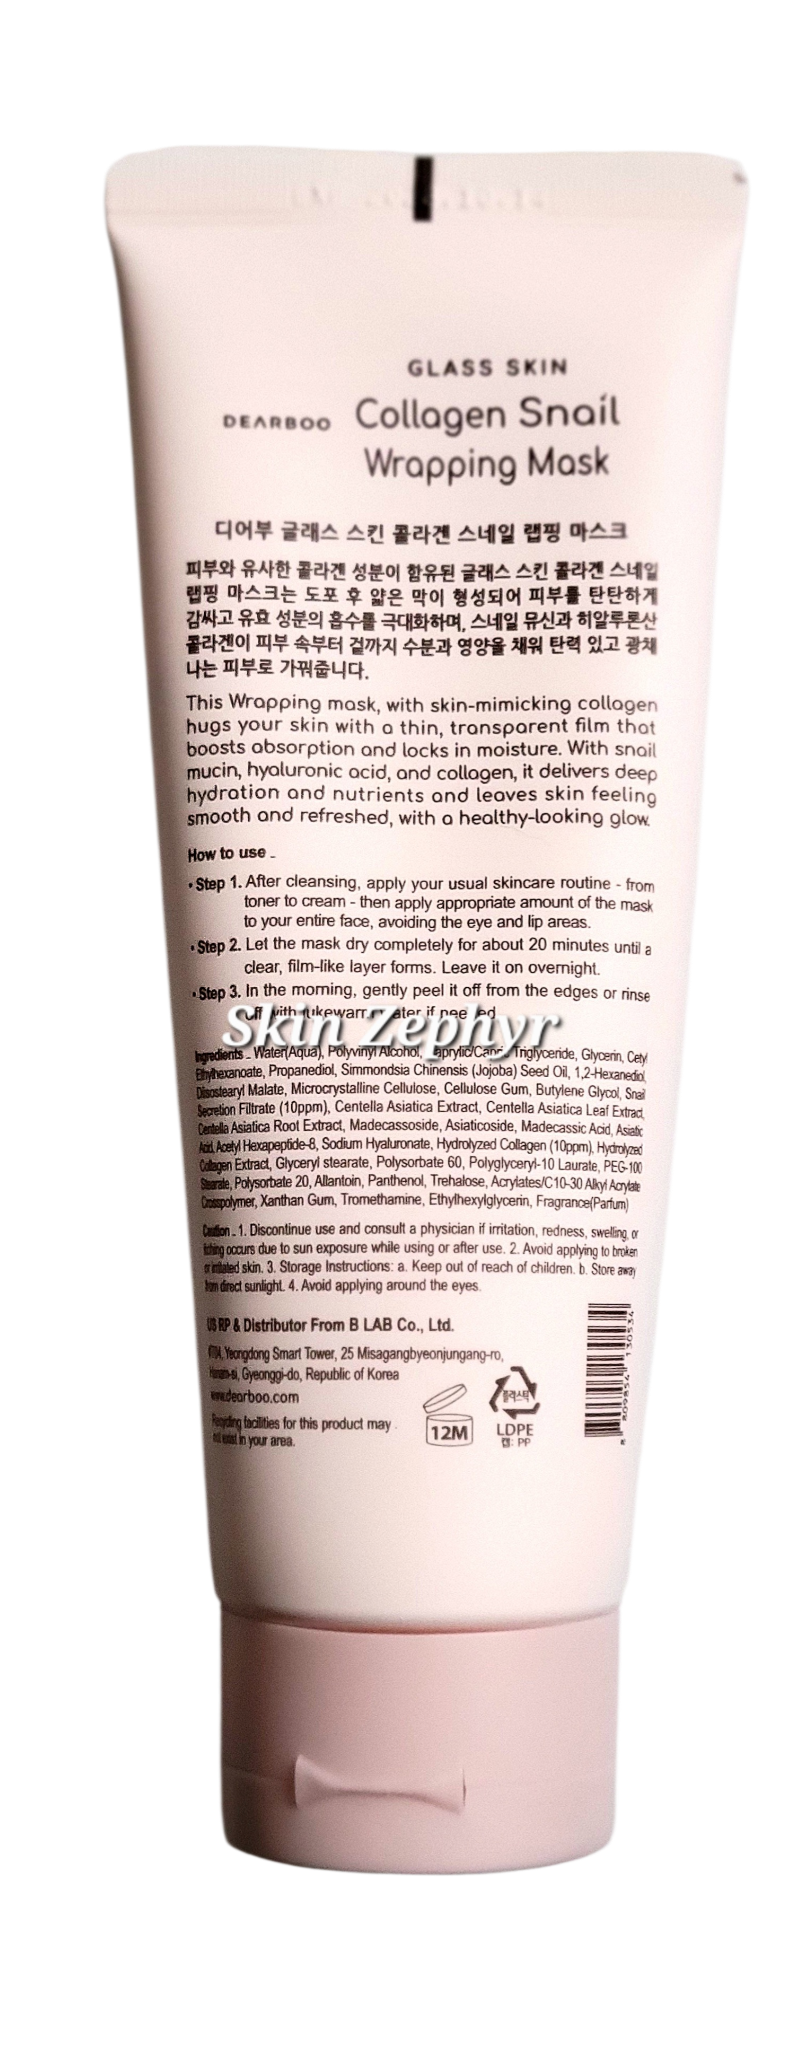 GLASS SKIN
DEARBOO Collagen Snail
Wrapping Mask
디어부 글래스 스킨 콜라겐 스네일 랩핑 마스크
피부와 유사한 콜라겐 성분이 함유된 글래스 스킨 콜라겐 스네일
랩핑 마스크는 도포 후 얇은 막이 형성되어 피부를 탄탄하게
감싸고 유효 성분의 흡수를 극대화하며, 스네일 뮤신과 히알루론산
콜라겐이 피부 속부터 겉까지 수분과 영양을 채워 탄력 있고 광채
나는 피부로 가꿔줍니다.
This Wrapping mask, with skin-mimicking collagen
hugs your skin with a thin, transparent film that
boosts absorption and locks in moisture. With snail
mucin, hyaluronic acid, and collagen, it delivers deep
hydration and nutrients and leaves skin feeling
smooth and refreshed, with a healthy-looking glow.
How to use -
• Step 1. After cleansing, apply your usual skincare routine - from
toner to cream - then apply appropriate amount of the mask
to your entire face, avoiding the eye and lip areas.
• Step 2. Let the mask dry completely for about 20 minutes until a
clear, film-like layer forms. Leave it on overnight.
• Step 3. In the morning, gently peel it off from the edges or rinse
off with lukewarm water if needed
Skin Zephyr
Ingredients - Water(Aqua), Polyvinyl Alcohol, Caprylic/Capric Triglyceride, Glycerin, Cetyl
Ethylhexanoate, Propanediol, Simmondsia Chinensis (Jojoba) Seed Oil, 1,2-Hexanediol,
Diisostearyl Malate, Microcrystalline Cellulose, Cellulose Gum, Butylene Glycol, Snail
Secretion Filtrate (10ppm), Centella Asiatica Extract, Centella Asiatica Leaf Extract,
Centella Asiatica Root Extract, Madecassoside, Asiaticoside, Madecassic Acid, Asiatic
Acid, Acetyl Hexapeptide-8, Sodium Hyaluronate, Hydrolyzed Collagen (10ppm), Hydrolyzed
Collagen Extract, Glyceryl stearate, Polysorbate 60, Polyglyceryl-10 Laurate, PEG-100
Stearate, Polysorbate 20, Allantoin, Panthenol, Trehalose, Acrylates/C10-30 Alkyl Acrylate
Crosspolymer, Xanthan Gum, Tromethamine, Ethylhexylglycerin, Fragrance(Parfum)
Caution - 1. Discontinue use and consult a physician if irritation, redness, swelling, or
itching occurs due to sun exposure while using or after use. 2. Avoid applying to broken
or irritated skin. 3. Storage Instructions: a. Keep out of reach of children. b. Store away
from direct sunlight. 4. Avoid applying around the eyes.
US RP & Distributor From B LAB Co., Ltd.
Yeongdong Smart Tower, 25 Misagangbyeonjungang-ro,
Hanam-si, Gyeonggi-do, Republic of Korea
www.dearboo.com
Recycling facilities for this product may
not exist in your area.
12M
플라스틱
LDPE
캡: PP
8 809854 130534